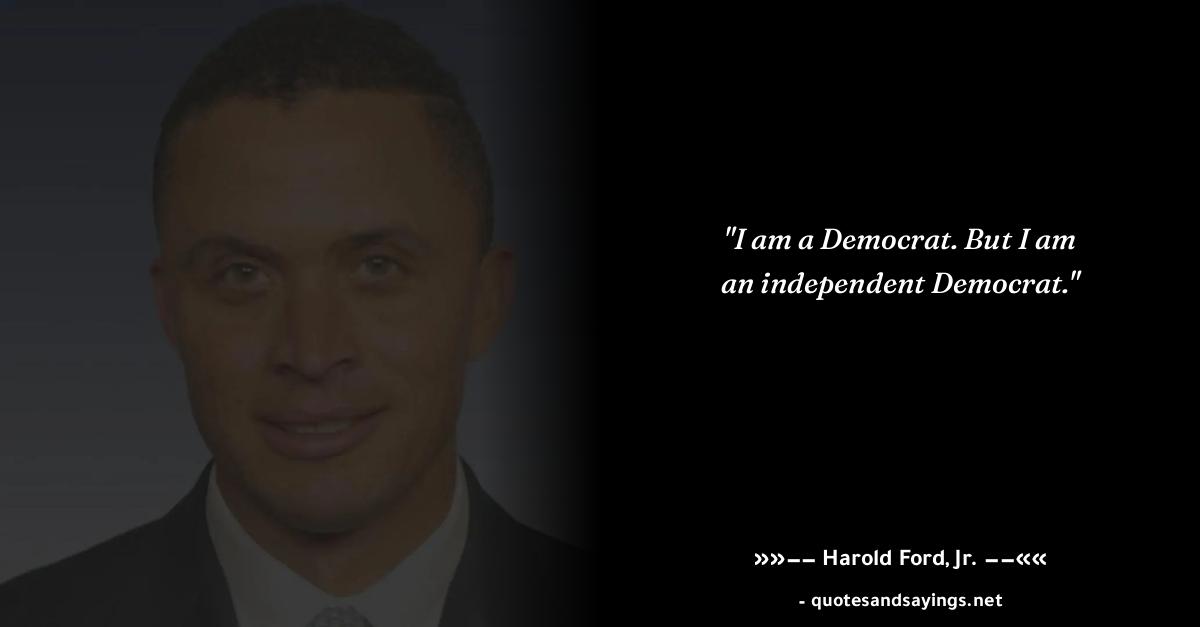 "I am a Democrat. But I am
an independent Democrat."
»»–– Harold Ford, Jr. ––««
- quotesandsayings.net